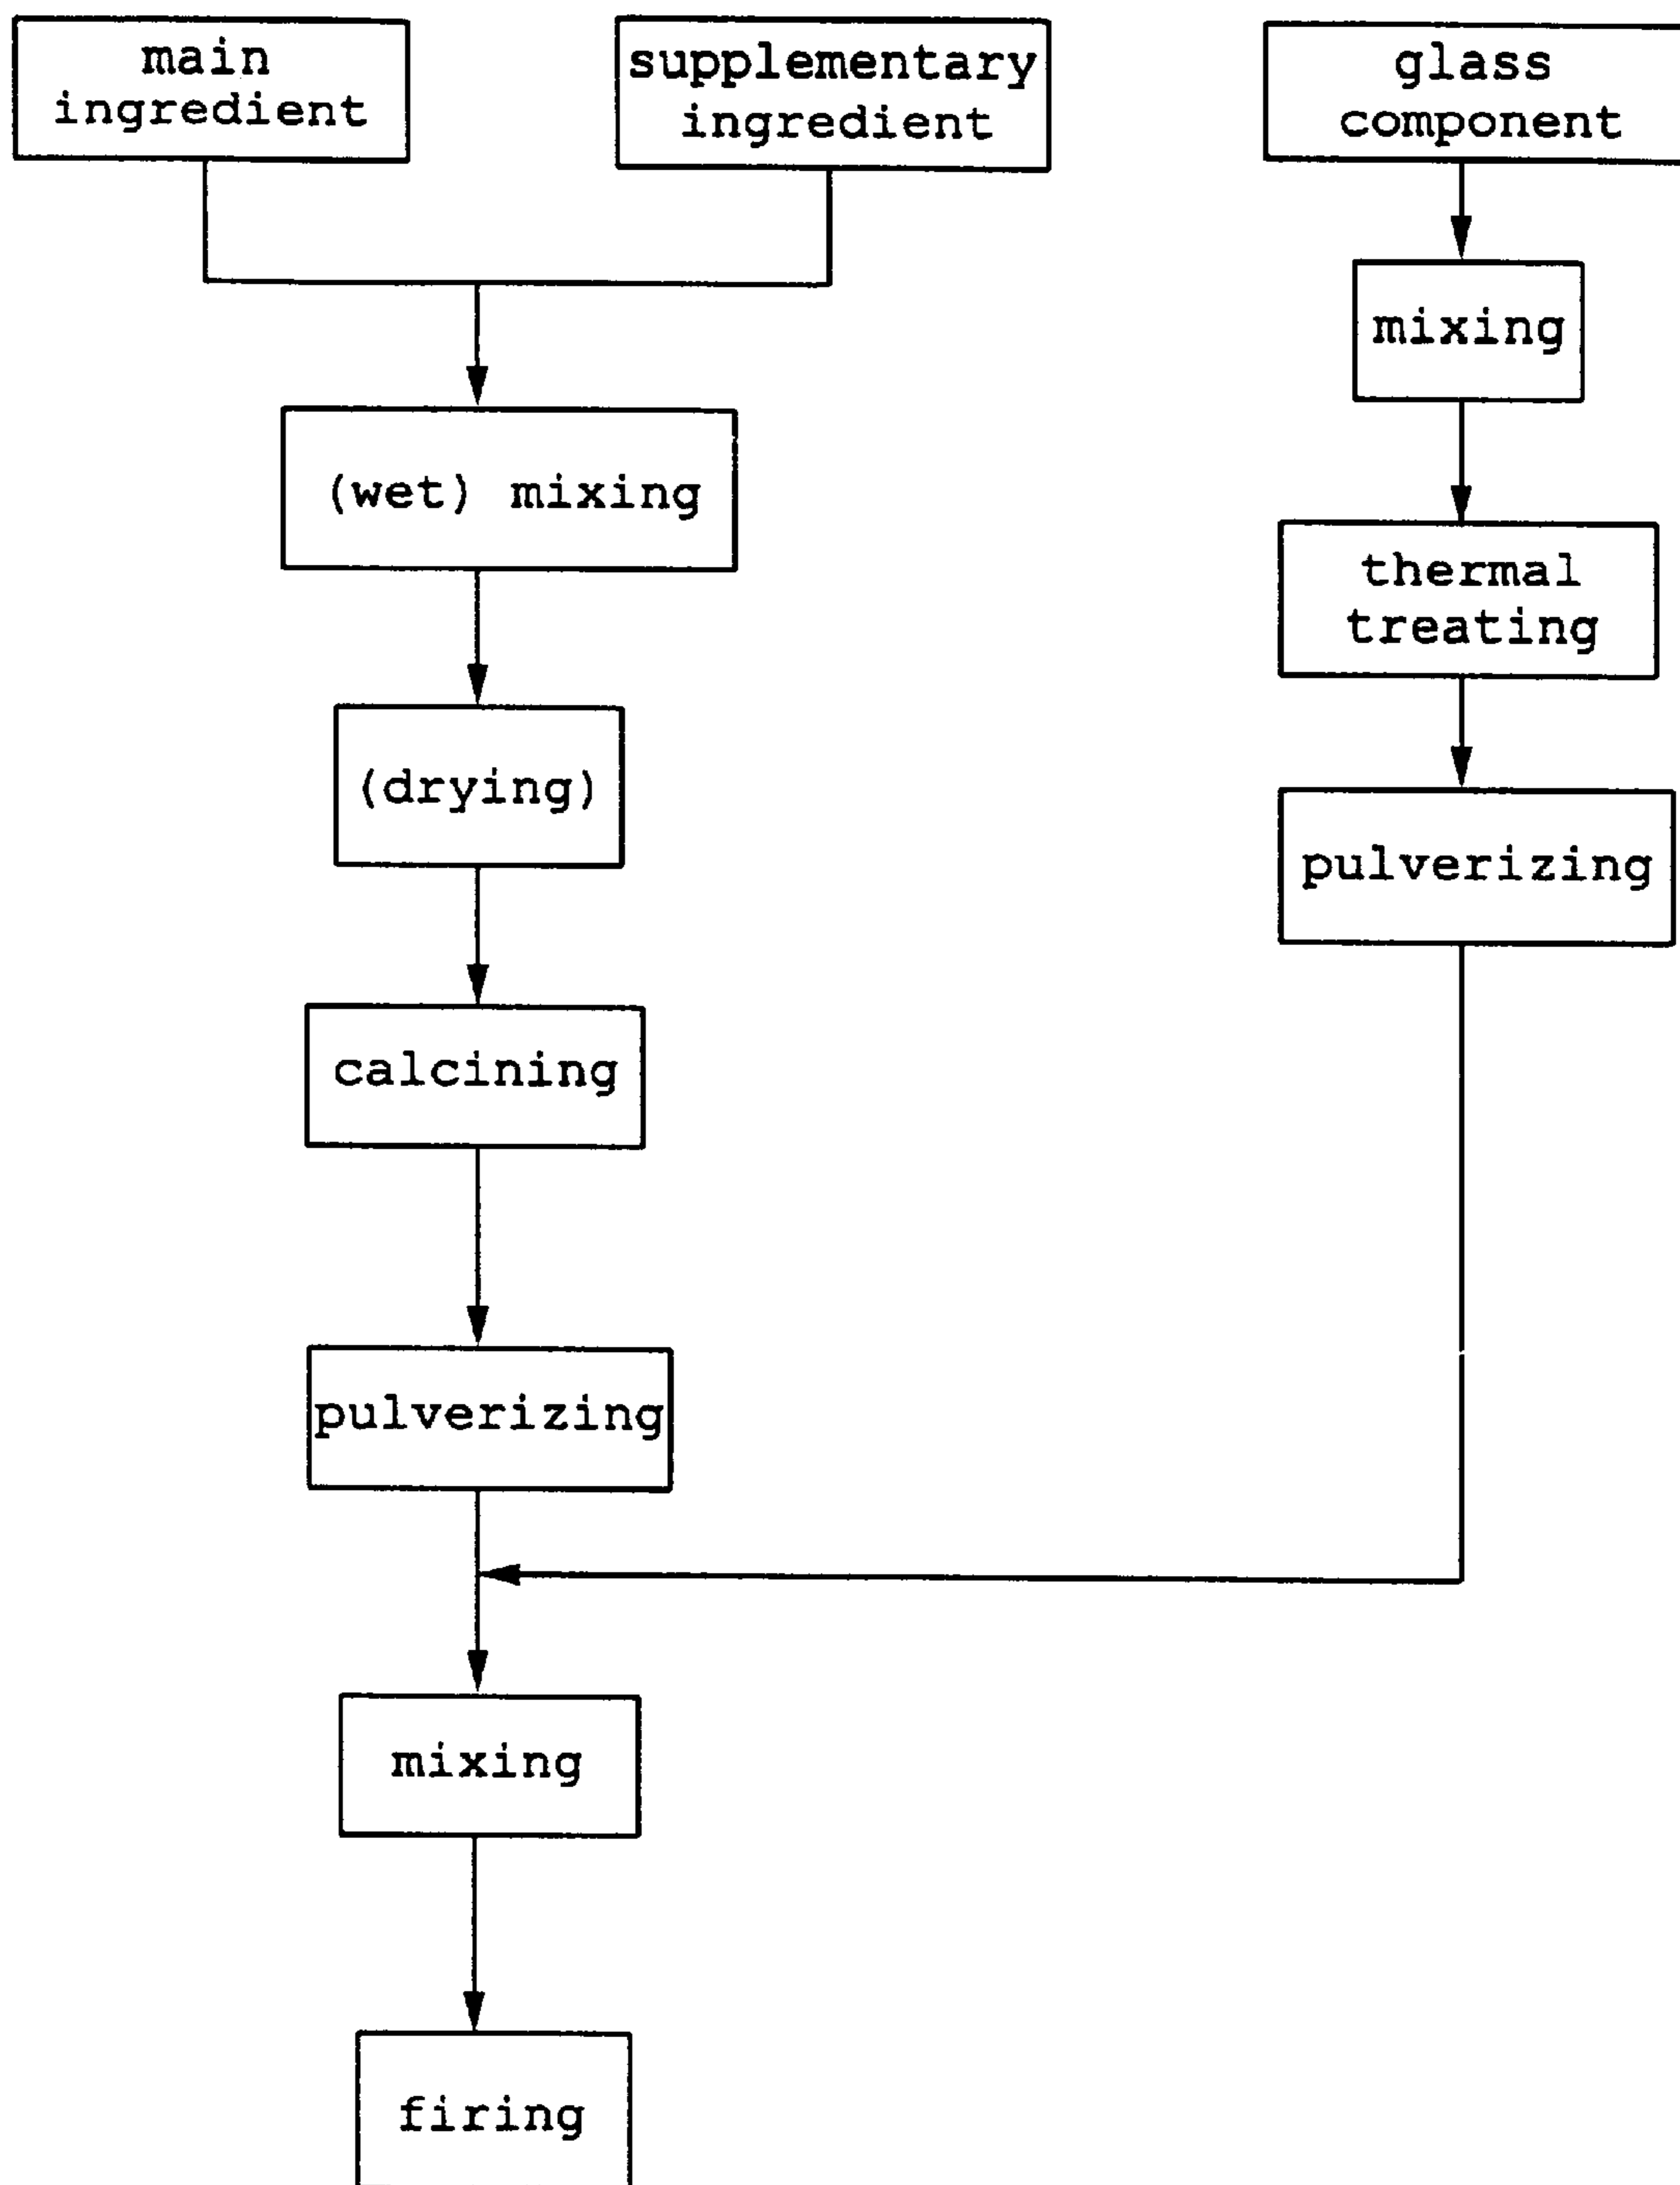 main
ingredient
supplementary
ingredient
glass
component
mixing
(wet) mixing
thermal
treating
(drying)
pulverizing
calcining
pulverizing
mixing
firing